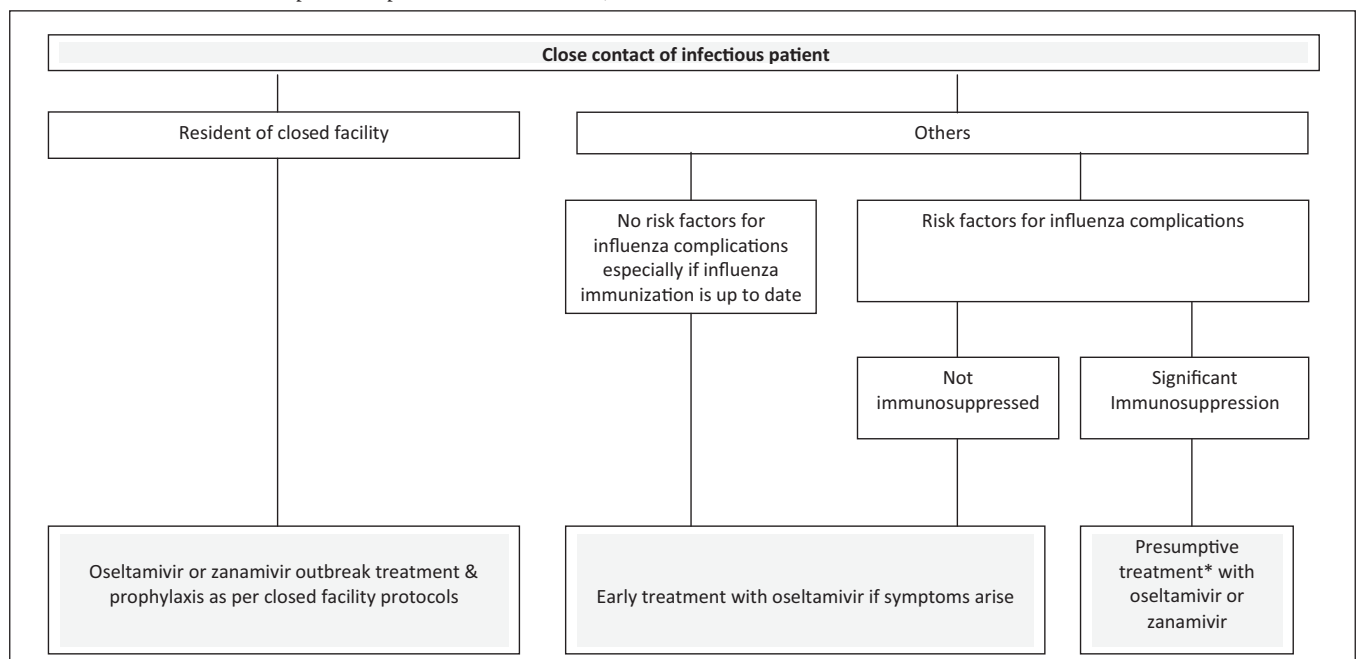 Close contact of infectious patient
Resident of closed facility
Others
No risk factors for
influenza complications
especially if influenza
immunization is up to date
Risk factors for influenza complications
Not
immunosuppressed
Significant
Immunosuppression
Oseltamivir or zanamivir outbreak treatment &
prophylaxis as per closed facility protocols
Early treatment with oseltamivir if symptoms arise
Presumptive
treatment* with
oseltamivir or
zanamivir